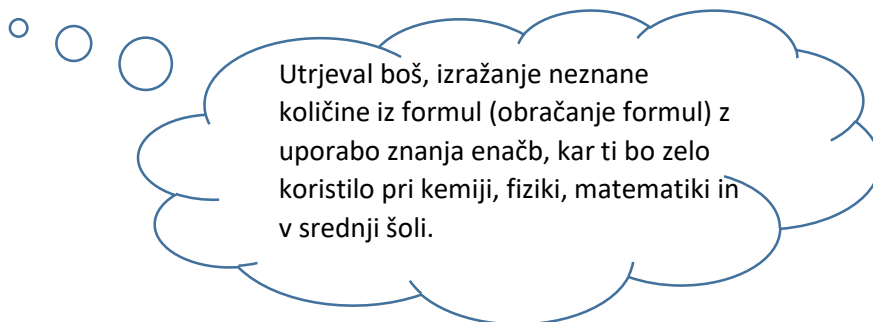 Utrjeval boš, izražanje neznane
količine iz formul (obračanje formul) z
uporabo znanja enačb, kar ti bo zelo
koristilo pri kemiji, fiziki, matematiki in
v srednji šoli.